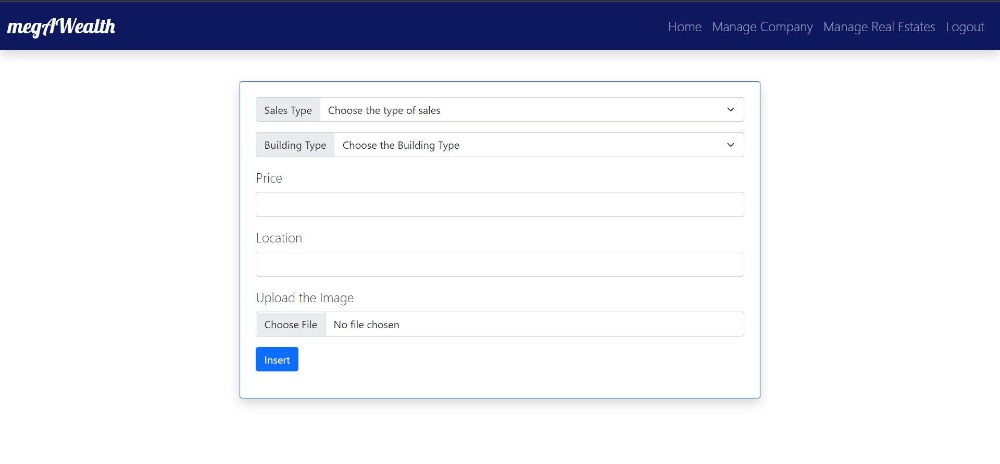 megAWealth
Home Manage Company Manage Real Estates Logout
Sales Type Choose the type of sales
Building Type Choose the Building Type
Price
Location
Upload the Image
Choose File No file chosen
Insert